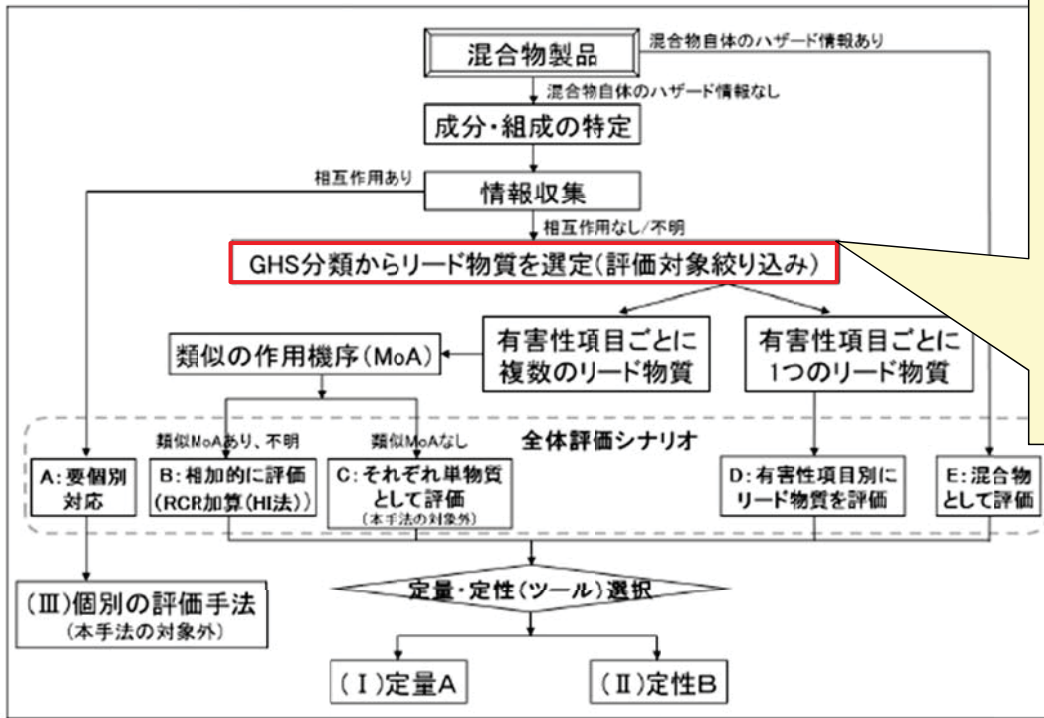 混合物製品
混合物自体のハザード情報あり
混合物自体のハザード情報なし
成分・組成の特定
相互作用あり
情報収集
相互作用なし/不明
GHS分類からリード物質を選定(評価対象絞り込み)
類似の作用機序(MoA)
有害性項目ごとに
複数のリード物質
有害性項目ごとに
1つのリード物質
類似MoAあり、不明
類似MoAなし
全体評価シナリオ
A:要個別
対応
B:相加的に評価
(RCR加算(HI法))
C:それぞれ単物質
として評価
(本手法の対象外)
D:有害性項目別に
リード物質を評価
E:混合物
として評価
(Ⅲ)個別の評価手法
(本手法の対象外)
定量・定性(ツール)選択
(Ⅰ)定量A
(Ⅱ)定性B